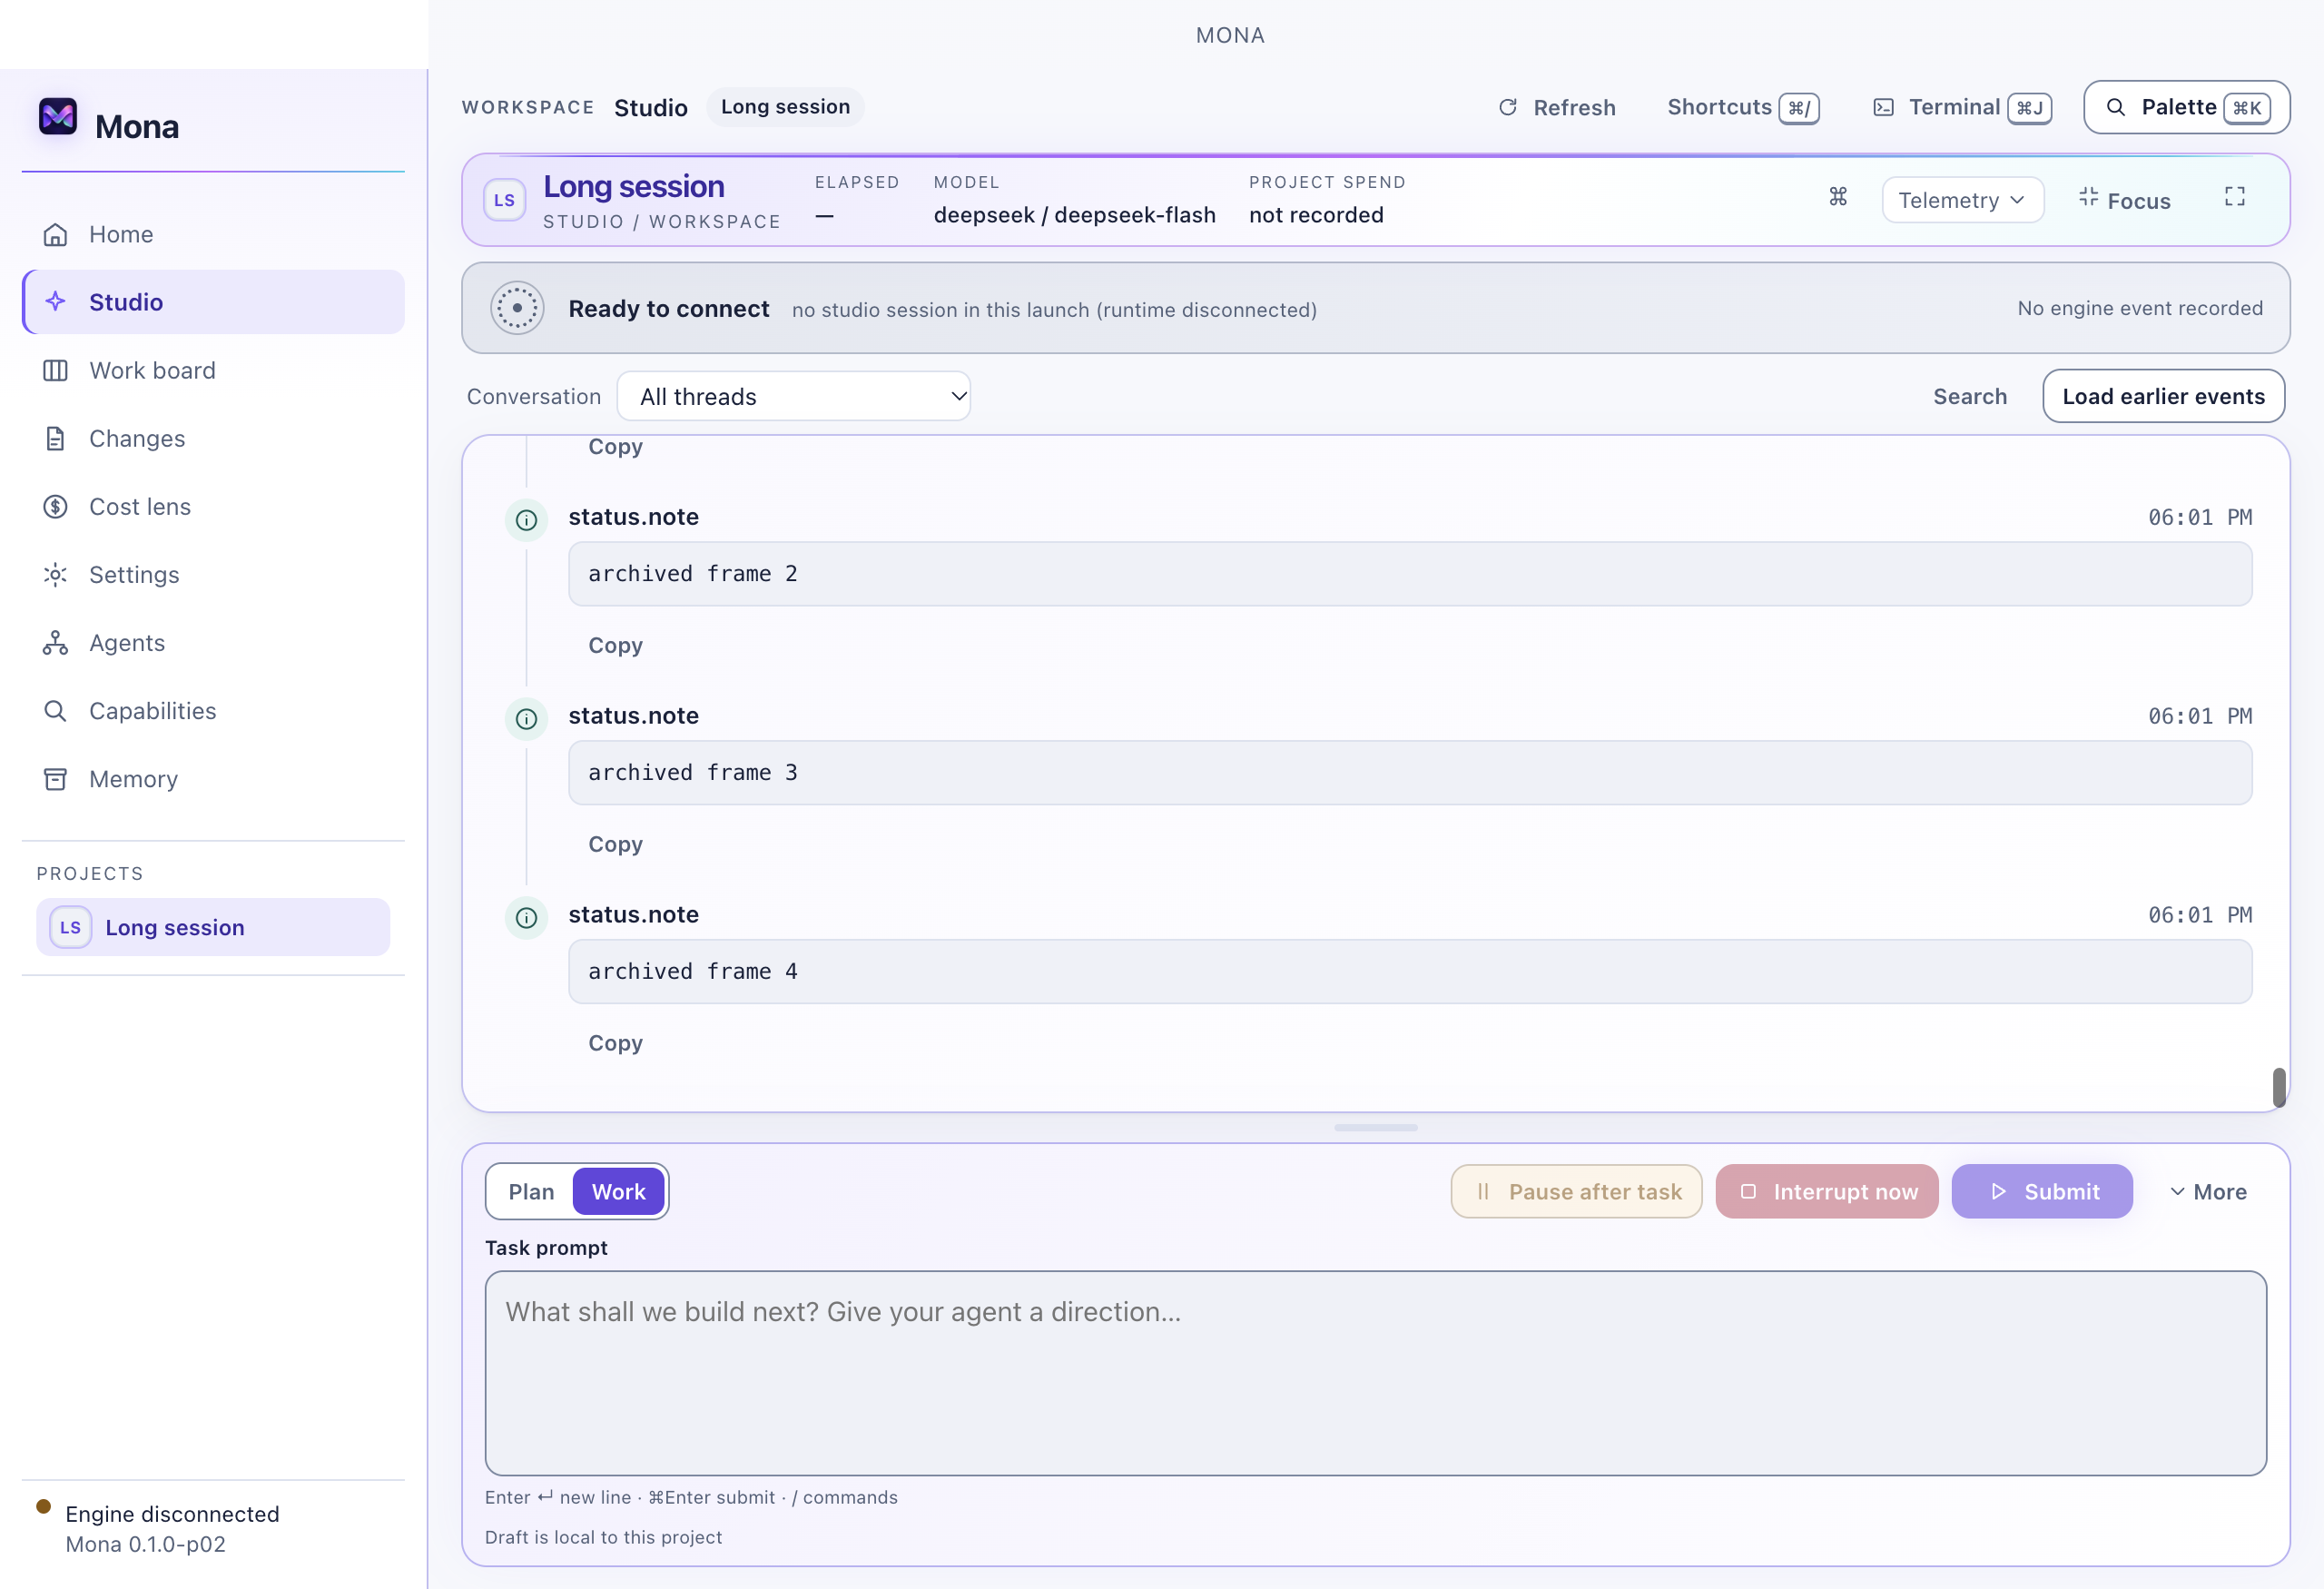 MONA
Mona
Home
Studio
Work board
Changes
Cost lens
Settings
Agents
Capabilities
Memory
PROJECTS
LS Long session
Engine disconnected
Mona 0.1.0-p02
WORKSPACE Studio Long session Refresh Shortcuts ⌘/ Terminal ⌘J Palette ⌘K
LS Long session
STUDIO / WORKSPACE
ELAPSED
—
MODEL
deepseek / deepseek-flash
PROJECT SPEND
not recorded
⌘ Telemetry Focus
Ready to connect no studio session in this launch (runtime disconnected) No engine event recorded
Conversation All threads Search Load earlier events
Copy
status.note 06:01 PM
archived frame 2
Copy
status.note 06:01 PM
archived frame 3
Copy
status.note 06:01 PM
archived frame 4
Copy
Plan Work Pause after task Interrupt now Submit More
Task prompt
What shall we build next? Give your agent a direction...
Enter ↵ new line · ⌘Enter submit · / commands
Draft is local to this project